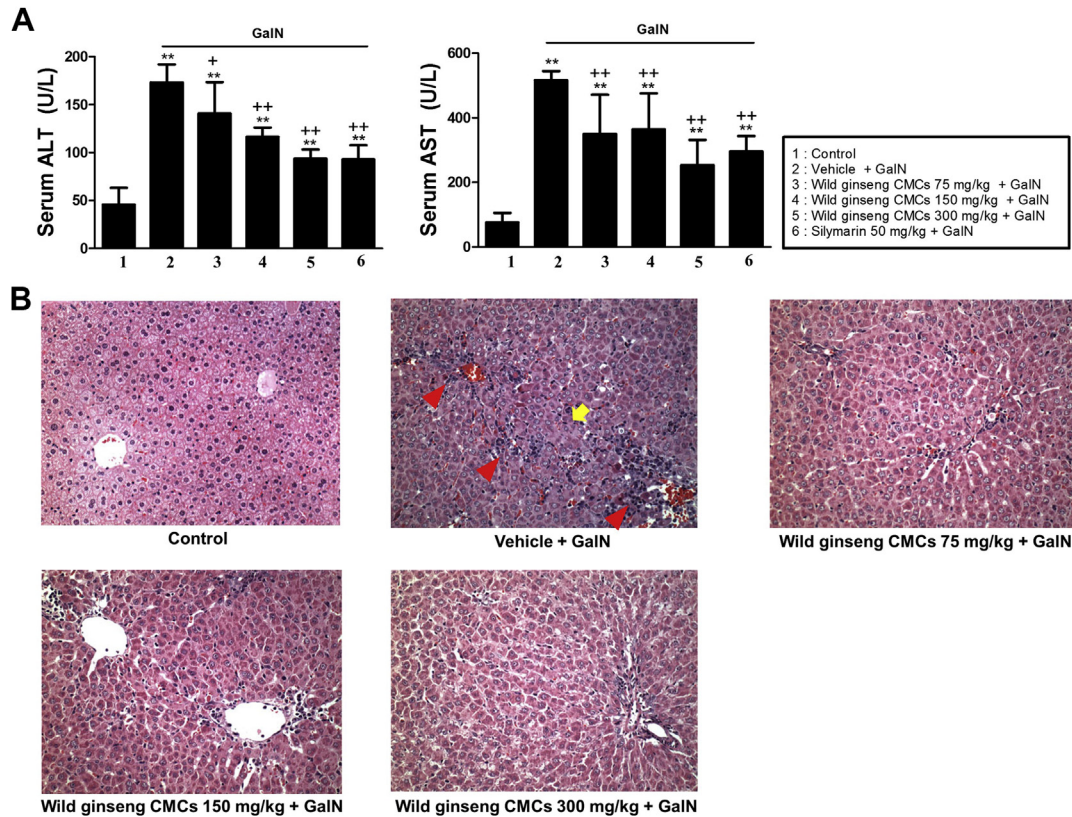 A
GalN
Serum ALT (U/L)
200
150
100
50
0
**
+
**
++
**
++
**
++
**
1 2 3 4 5 6
GalN
Serum AST (U/L)
600
400
200
0
**
++
**
++
**
++
**
++
**
1 2 3 4 5 6
1 : Control
2 : Vehicle + GalN
3 : Wild ginseng CMCs 75 mg/kg + GalN
4 : Wild ginseng CMCs 150 mg/kg + GalN
5 : Wild ginseng CMCs 300 mg/kg + GalN
6 : Silymarin 50 mg/kg + GalN
B
Control
Vehicle + GalN
Wild ginseng CMCs 75 mg/kg + GalN
Wild ginseng CMCs 150 mg/kg + GalN
Wild ginseng CMCs 300 mg/kg + GalN